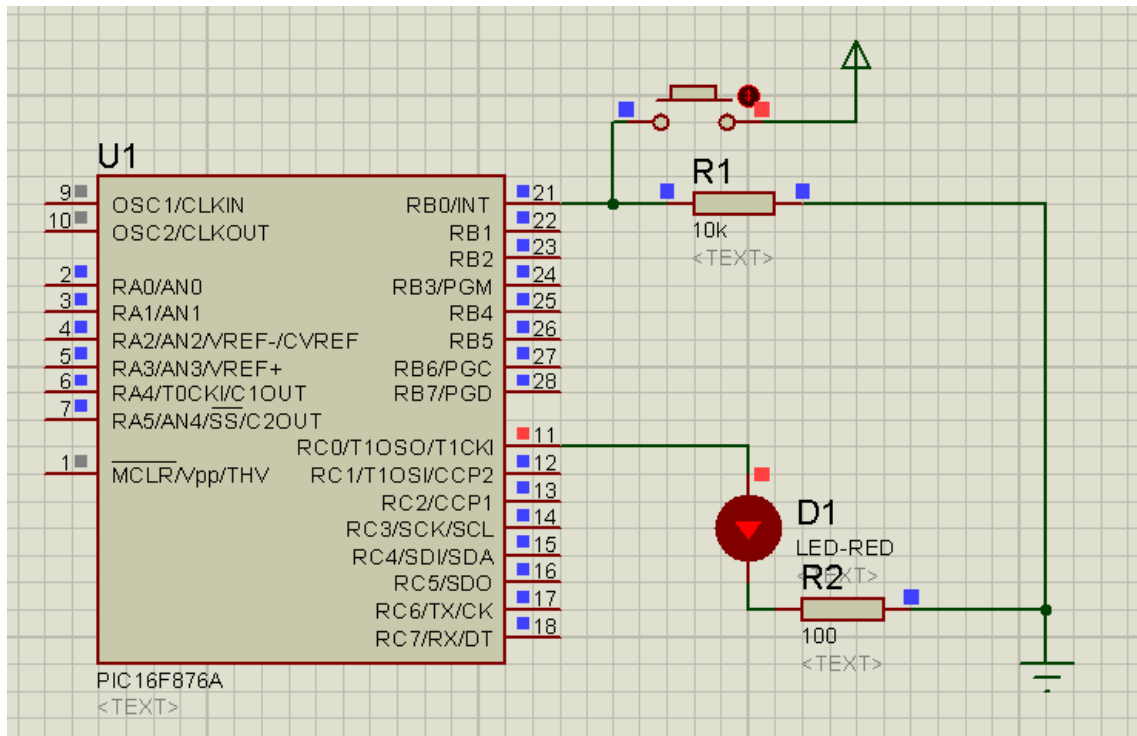 U1
R1
9
OSC1/CLKIN
RB0/INT
21
10
OSC2/CLKOUT
RB1
22
10k
RB2
23
<TEXT>
2
RA0/AN0
RB3/PGM
24
3
RA1/AN1
RB4
25
4
RA2/AN2/VREF-/CVREF
RB5
26
5
RA3/AN3/VREF+
RB6/PGC
27
6
RA4/T0CKI/C1OUT
RB7/PGD
28
7
RA5/AN4/SS/C2OUT
RC0/T1OSO/T1CKI
11
1
MCLR/Vpp/THV
RC1/T1OSI/CCP2
12
RC2/CCP1
13
RC3/SCK/SCL
14
RC4/SDI/SDA
15
RC5/SDO
16
RC6/TX/CK
17
RC7/RX/DT
18
D1
LED-RED
<TEXT>
R2
100
<TEXT>
PIC16F876A
<TEXT>